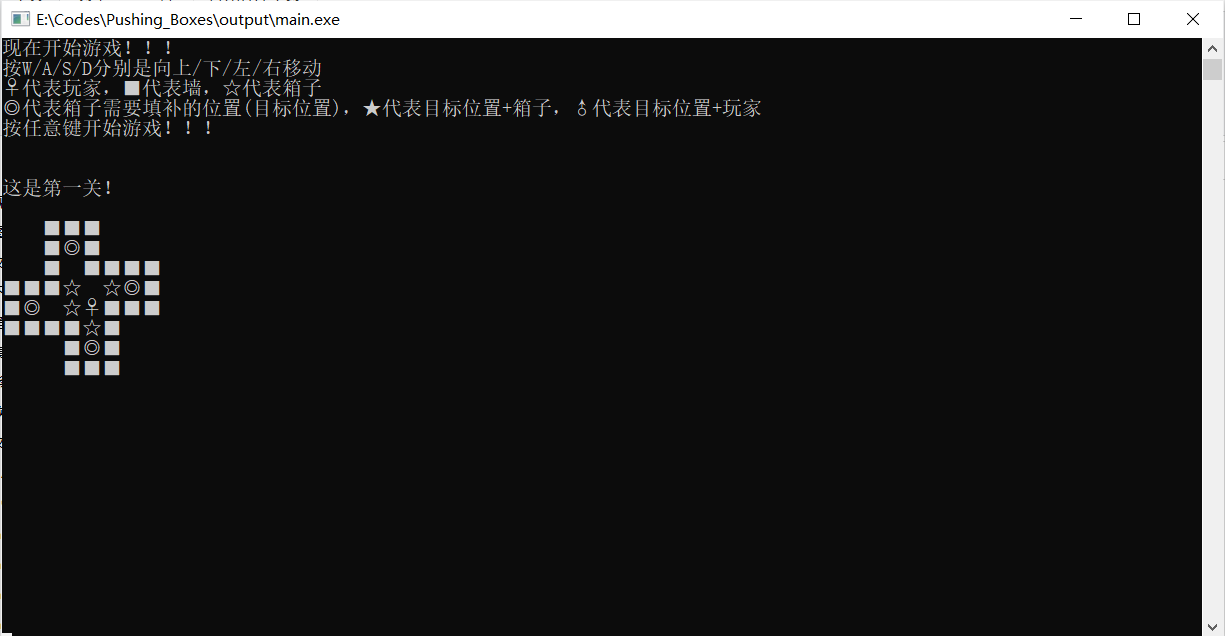 E:\Codes\Pushing_Boxes\output\main.exe
现在开始游戏！！！
按W/A/S/D分别是向上/下/左/右移动
♀代表玩家，■代表墙，☆代表箱子
◎代表箱子需要填补的位置(目标位置)，★代表目标位置+箱子，♂代表目标位置+玩家
按任意键开始游戏！！！
这是第一关！
    ■■■
    ■◎■
    ■  ■■■■
■■■☆  ☆◎■
■◎  ☆♀■■■
■■■■☆■
      ■◎■
      ■■■